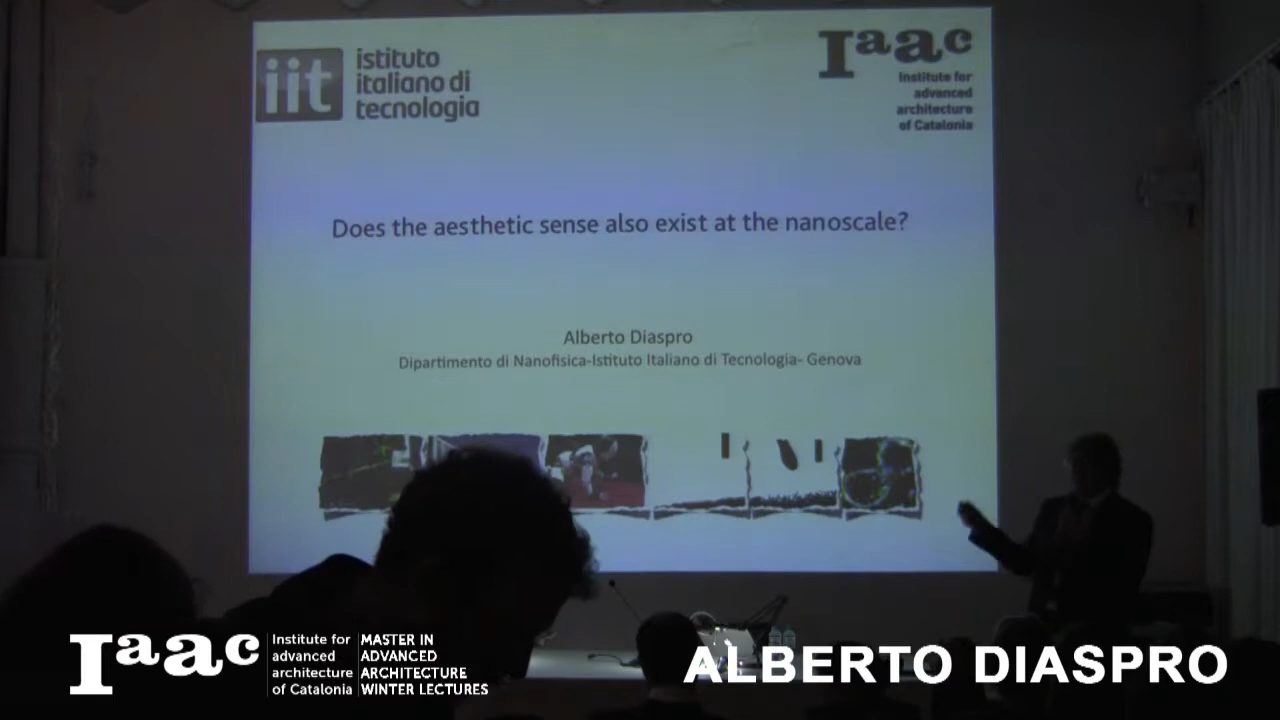 iit
istituto
italiano di
tecnologia
Iaac
Institute for
advanced
architecture
of Catalonia
Does the aesthetic sense also exist at the nanoscale?
Alberto Diaspro
Dipartimento di Nanofisica-Istituto Italiano di Tecnologia- Genova
Iaac
Institute for
advanced
architecture
of Catalonia
MASTER IN
ADVANCED
ARCHITECTURE
WINTER LECTURES
ALBERTO DIASPRO